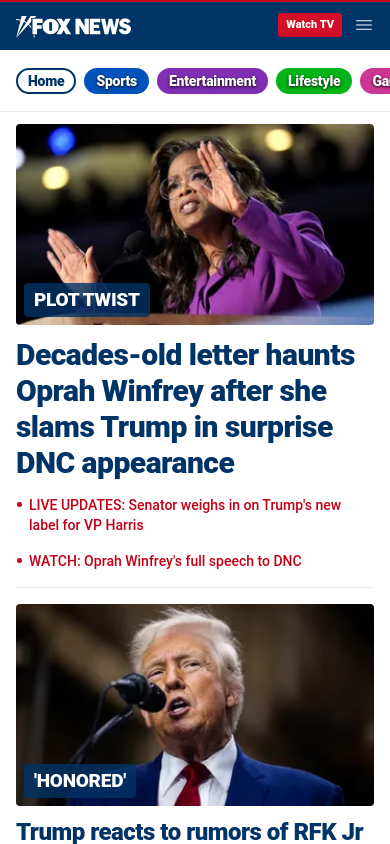 FOX NEWS
Watch TV
Home
Sports
Entertainment
Lifestyle
Ga
PLOT TWIST
Decades-old letter haunts
Oprah Winfrey after she
slams Trump in surprise
DNC appearance
LIVE UPDATES: Senator weighs in on Trump's new
label for VP Harris
WATCH: Oprah Winfrey's full speech to DNC
'HONORED'
Trump reacts to rumors of RFK Jr